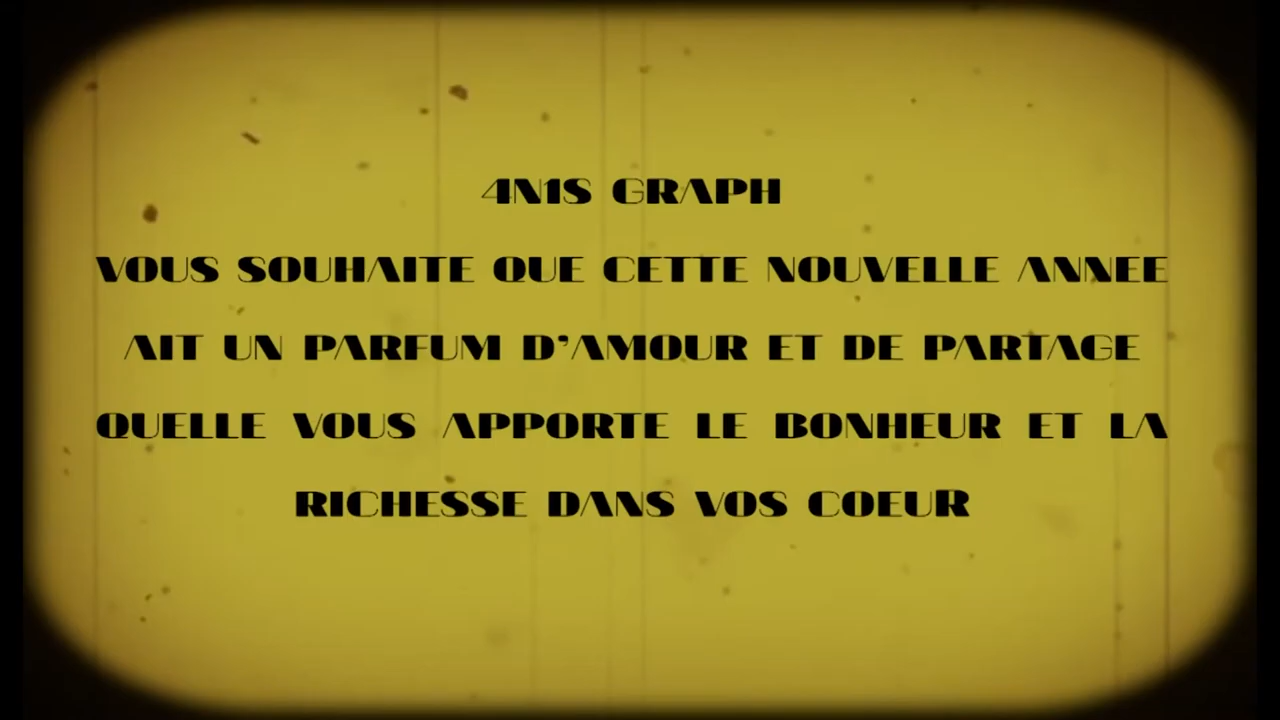 4N1S GRAPH
VOUS SOUHAITE QUE CETTE NOUVELLE ANNEE
AIT UN PARFUM D'AMOUR ET DE PARTAGE
QUELLE VOUS APPORTE LE BONHEUR ET LA
RICHESSE DANS VOS COEUR